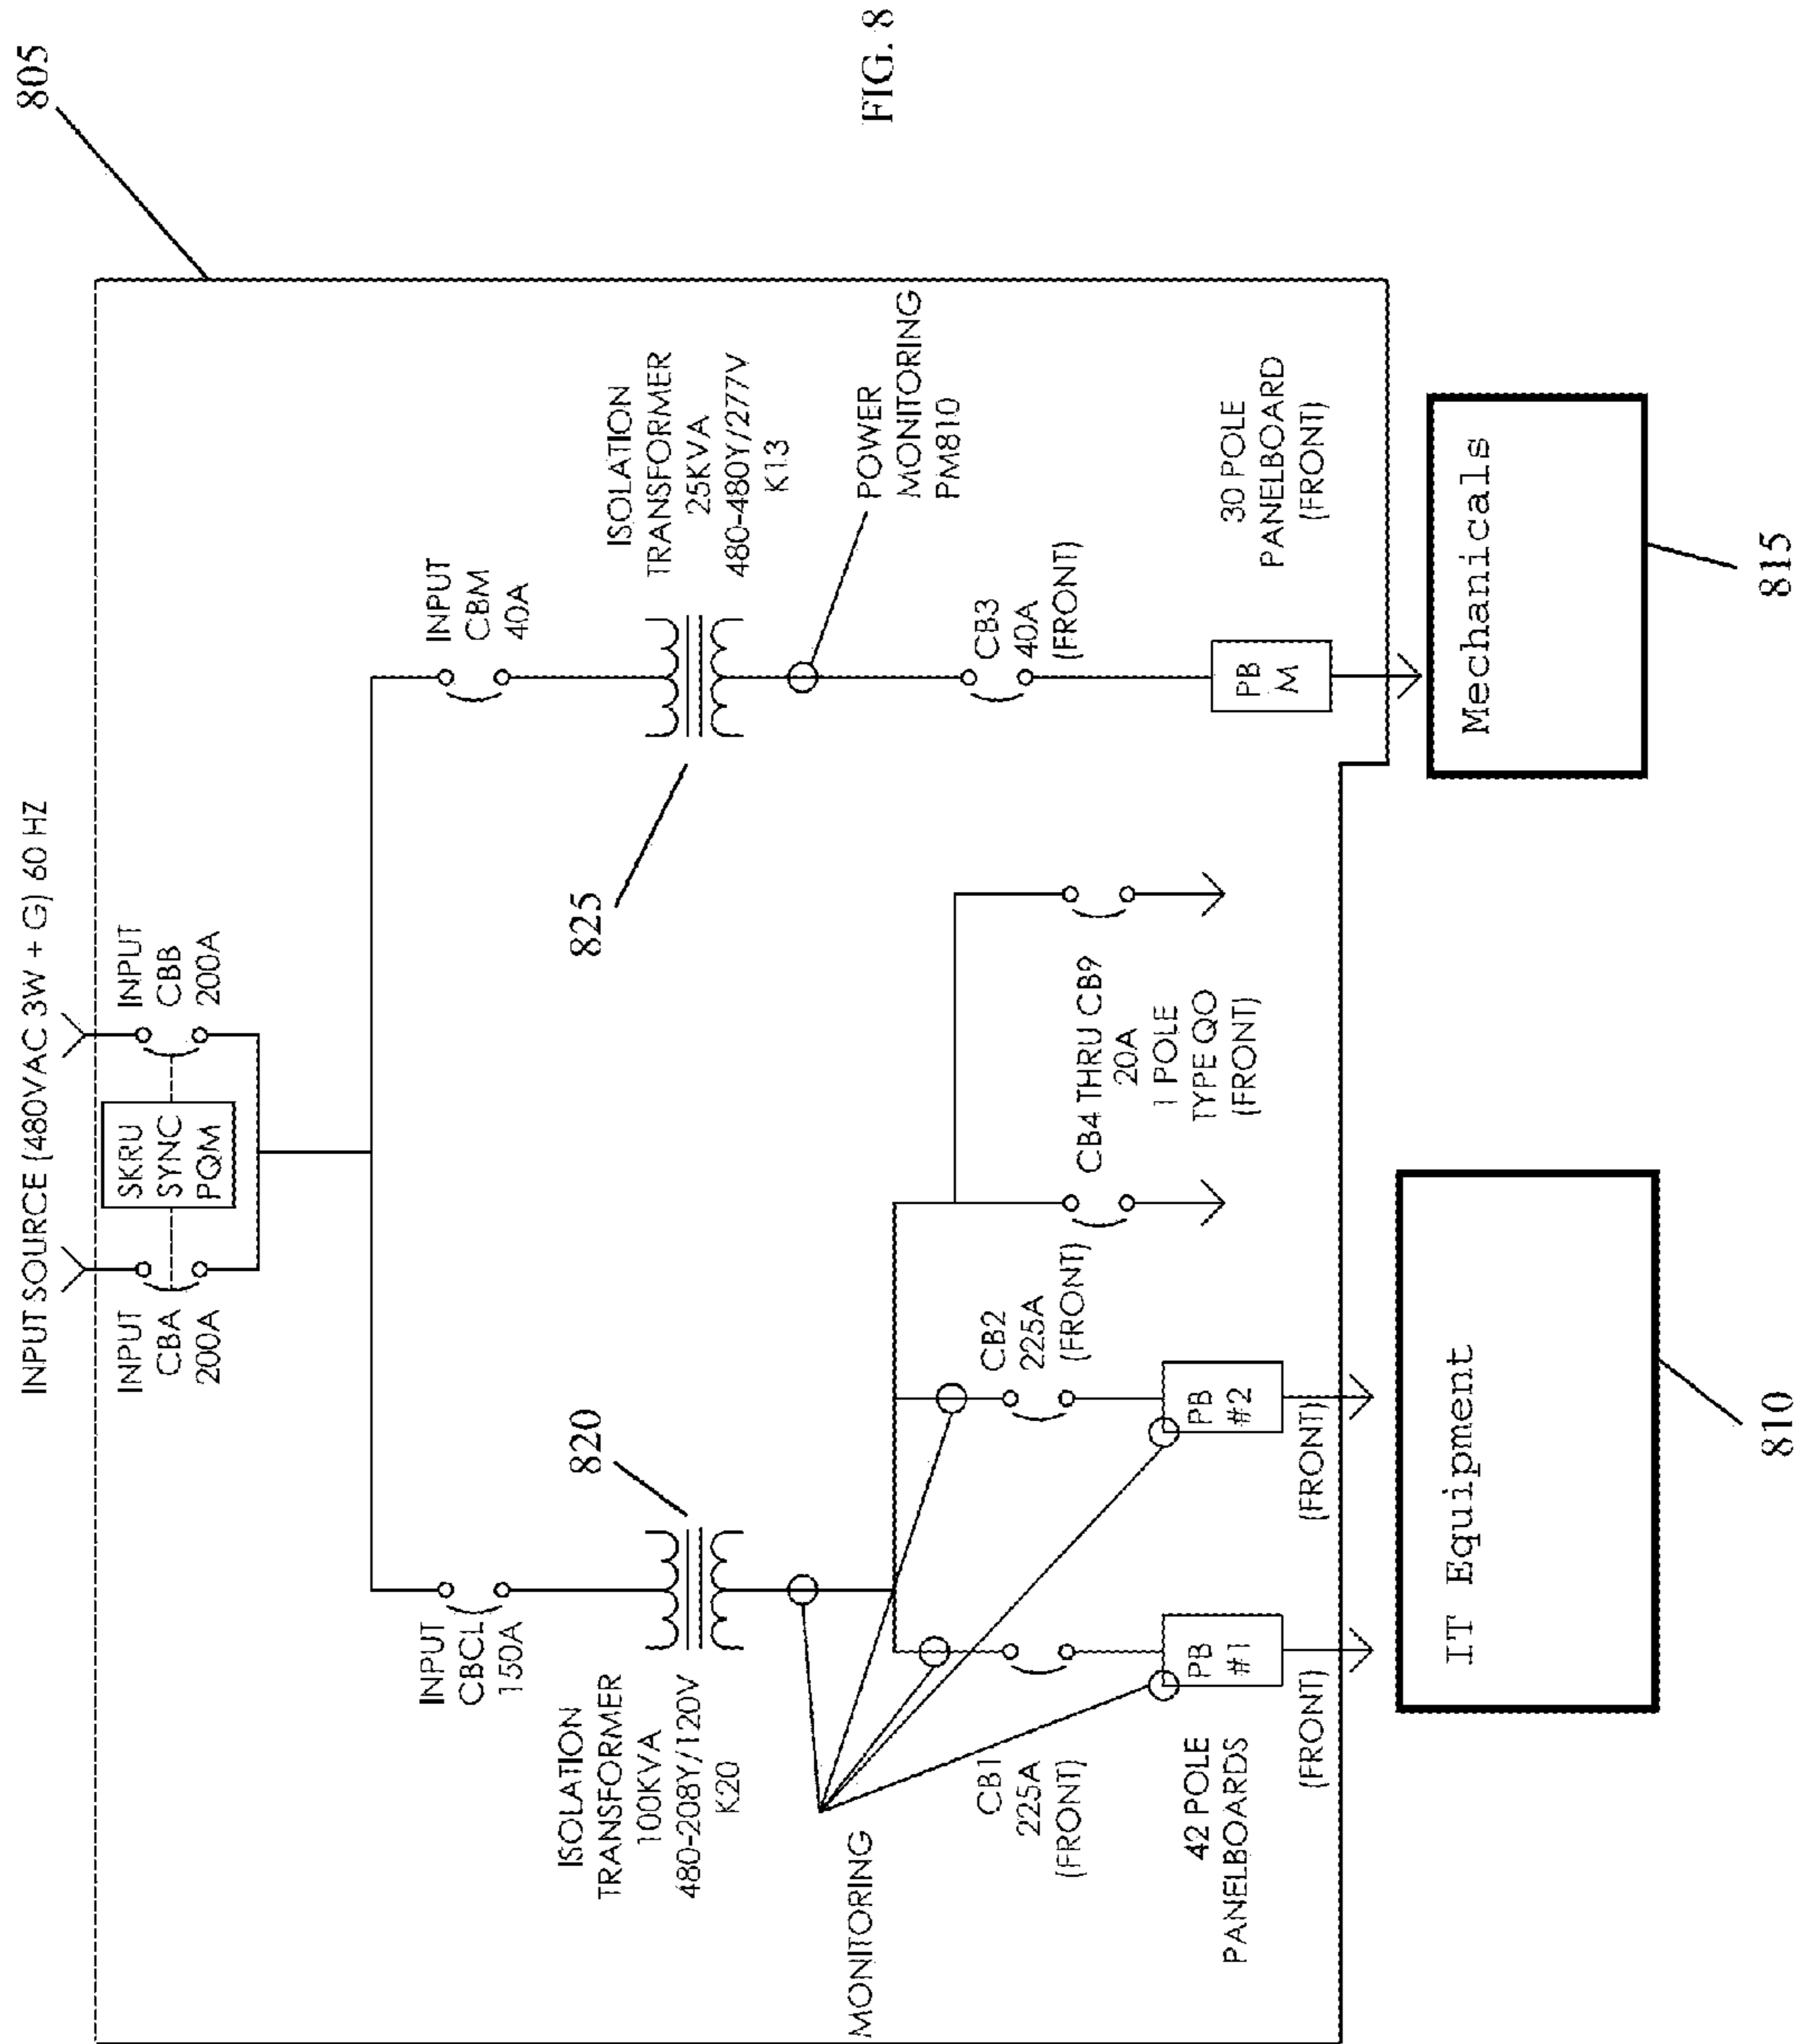 805
INPUT SOURCE (480VAC 3W + G) 60 HZ
INPUT
CBA
200A
SKRU
SYNC
PQM
INPUT
CBB
200A
INPUT
CBCL
150A
INPUT
CBM
40A
ISOLATION
TRANSFORMER
100KVA
480-208Y/120V
K20
820
825
ISOLATION
TRANSFORMER
25KVA
480-480Y/277V
K13
MONITORING
POWER
MONITORING
PM810
CB1
225A
(FRONT)
CB2
225A
(FRONT)
CB4 THRU CB9
20A
1 POLE
TYPE QO
(FRONT)
CB3
40A
(FRONT)
42 POLE
PANELBOARDS
PB
#1
PB
#2
PB
M
30 POLE
PANELBOARD
(FRONT)
(FRONT)
(FRONT)
IT Equipment
Mechanicals
810
815
FIG. 8